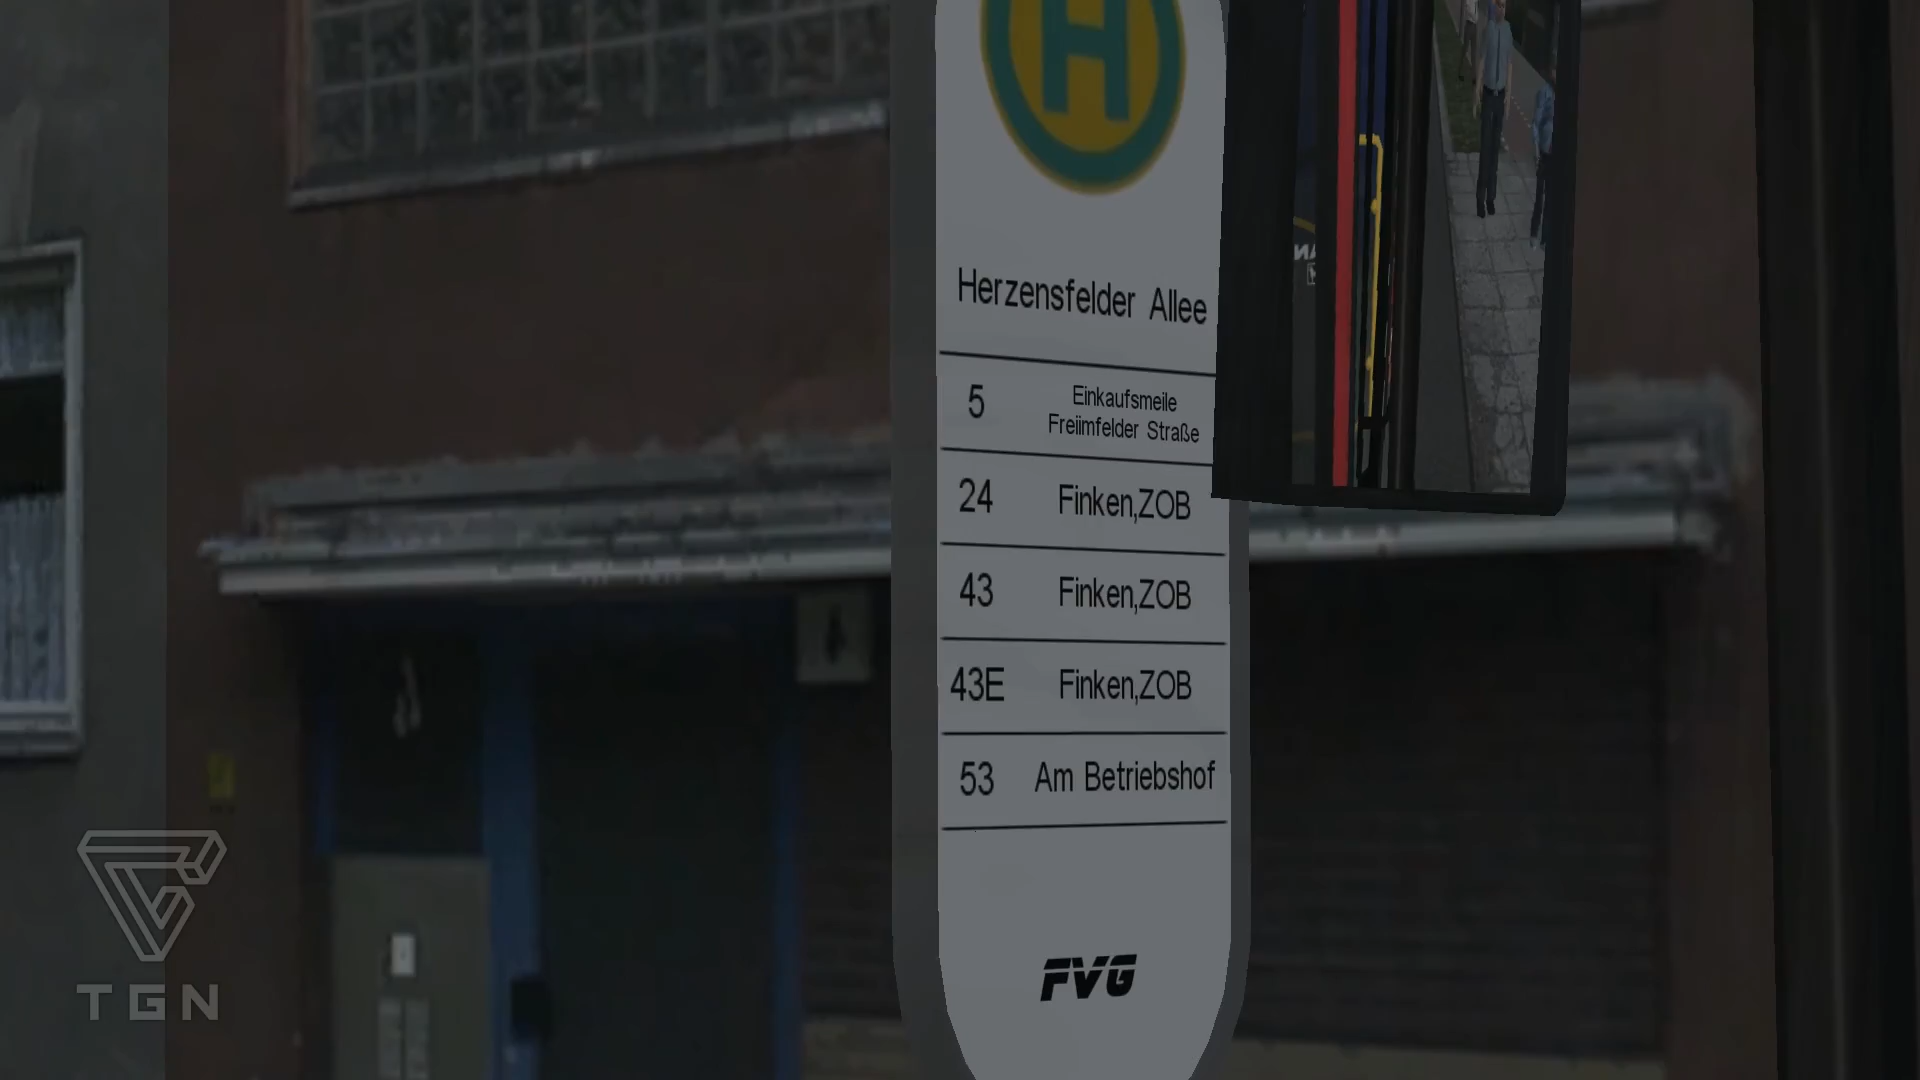 H
Herzensfelder Allee
5 Einkaufsmeile
Freiimfelder Straße
24 Finken,ZOB
43 Finken,ZOB
43E Finken,ZOB
53 Am Betriebshof
FVG
TGN